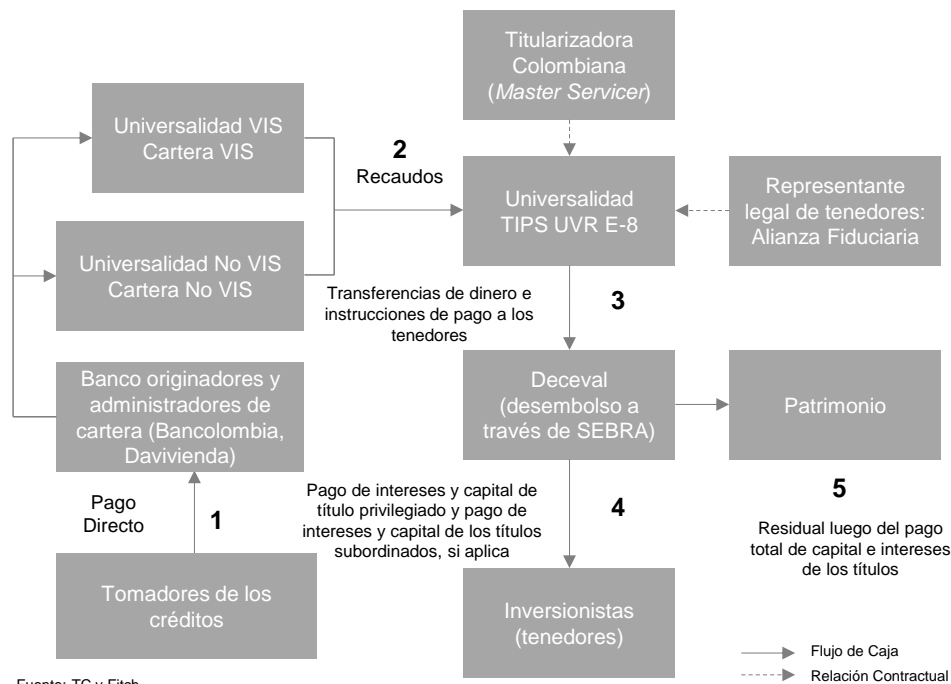 Titularizadora
Colombiana
(Master Servicer)
Universalidad VIS
Cartera VIS
2
Recaudos
Universalidad
TIPS UVR E-8
Representante
legal de tenedores:
Alianza Fiduciaria
Universalidad No VIS
Cartera No VIS
Transferencias de dinero e
instrucciones de pago a los
tenedores
3
Banco originadores y
administradores de
cartera (Bancolombia,
Davivienda)
Deceval
(desembolso a
través de SEBRA)
Patrimonio
Pago
Directo
1
Pago de intereses y capital de
título privilegiado y pago de
intereses y capital de los títulos
subordinados, si aplica
4
5
Residual luego del pago
total de capital e intereses
de los títulos
Tomadores de los
créditos
Inversionistas
(tenedores)
Flujo de Caja
Relación Contractual
Fuente: TC y Fitch